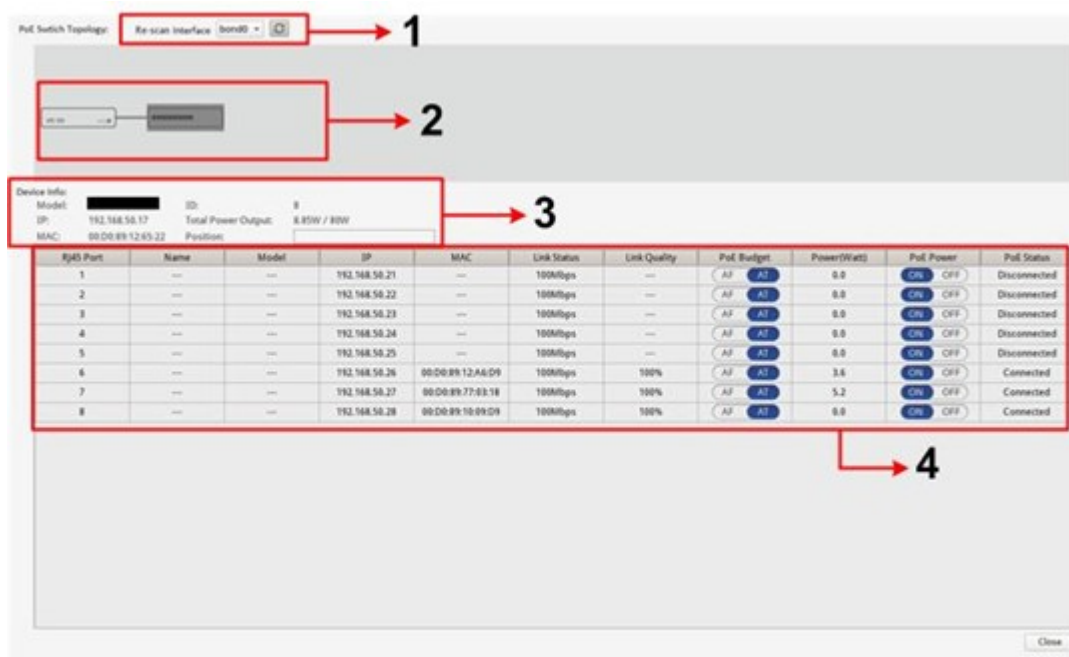 PoE Switch Topology: Re-scan Interface bond0 1
2
Device Info:
Model: ID: 8
IP: 192.168.50.17 Total Power Output: 8.85W / 80W
MAC: 00:D0:89:12:65:22 Position:
3
RJ45 Port Name Model IP MAC Link Status Link Quality PoE Budget Power(Watt) PoE Power PoE Status
1 --- --- 192.168.50.21 --- 100Mbps --- AF AT 0.0 ON OFF Disconnected
2 --- --- 192.168.50.22 --- 100Mbps --- AF AT 0.0 ON OFF Disconnected
3 --- --- 192.168.50.23 --- 100Mbps --- AF AT 0.0 ON OFF Disconnected
4 --- --- 192.168.50.24 --- 100Mbps --- AF AT 0.0 ON OFF Disconnected
5 --- --- 192.168.50.25 --- 100Mbps --- AF AT 0.0 ON OFF Disconnected
6 --- --- 192.168.50.26 00:D0:89:12:A6:D9 100Mbps 100% AF AT 3.6 ON OFF Connected
7 --- --- 192.168.50.27 00:D0:89:77:03:18 100Mbps 100% AF AT 5.2 ON OFF Connected
8 --- --- 192.168.50.28 00:D0:89:10:09:D9 100Mbps 100% AF AT 0.0 ON OFF Connected
4
Close